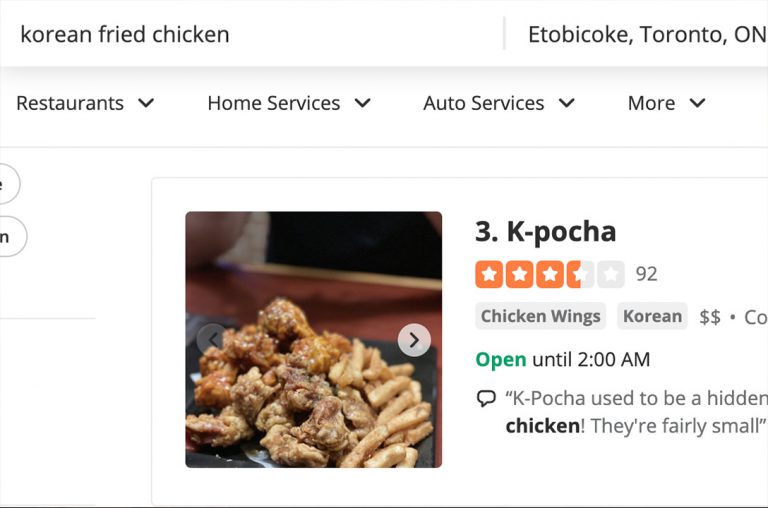 korean fried chicken
Etobicoke, Toronto, ON
Restaurants
Home Services
Auto Services
More
3. K-pocha
92
Chicken Wings Korean $$ • Co
Open until 2:00 AM
“K-Pocha used to be a hidden
chicken! They're fairly small”
e
n